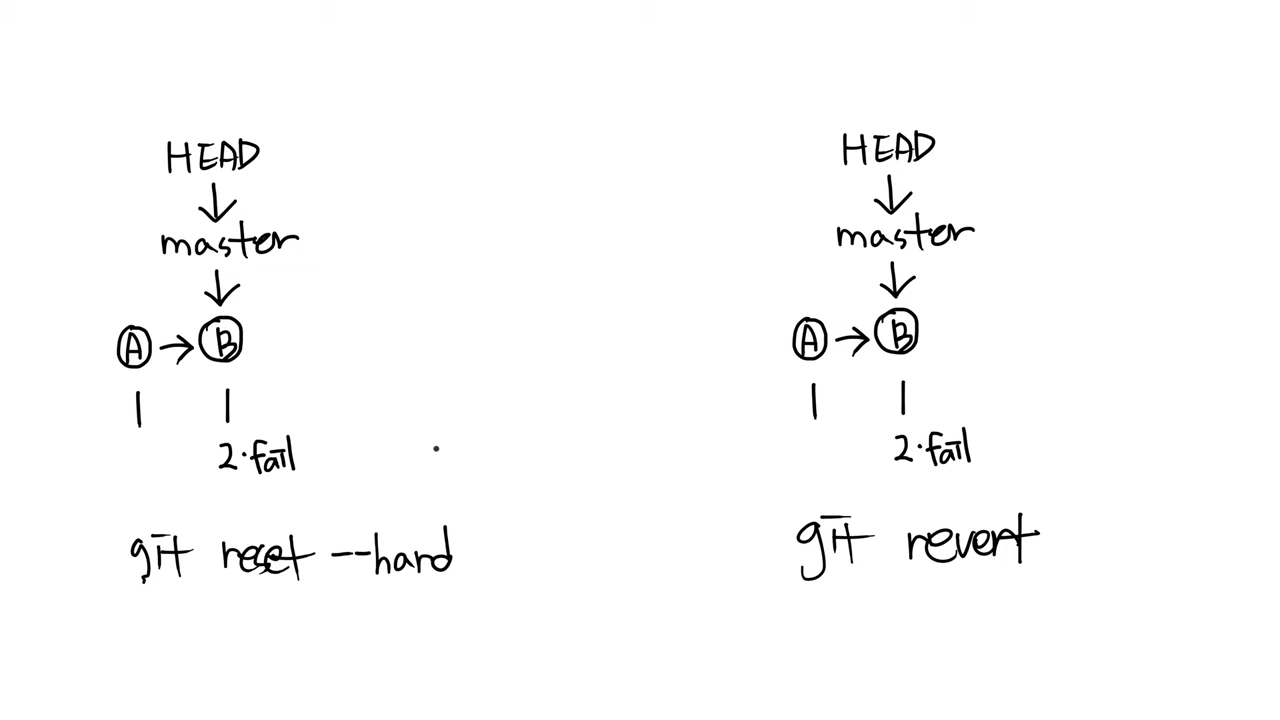 HEAD
master
A → B
1 1
2.fail
git reset --hard
HEAD
master
A → B
1 1
2.fail
git revert